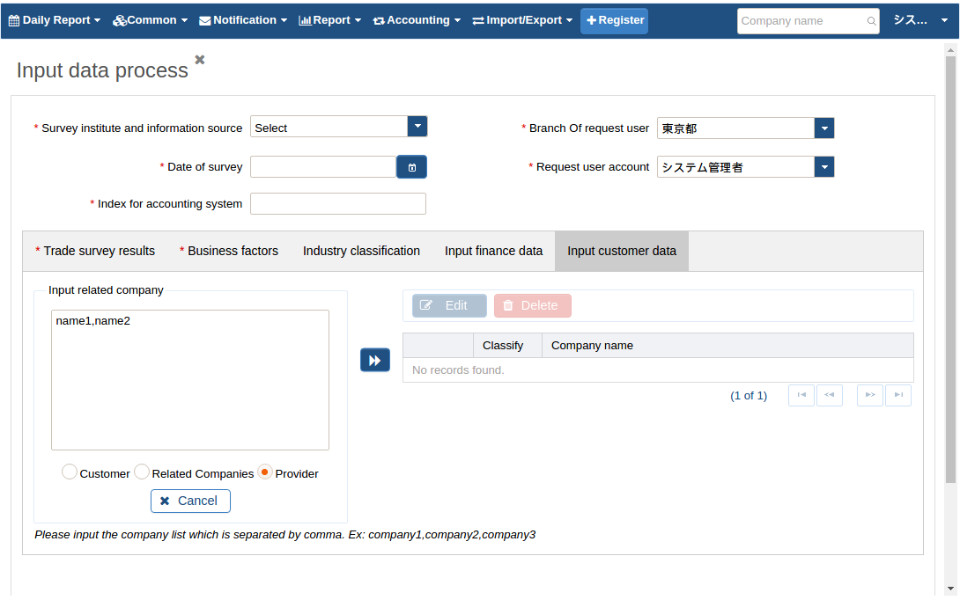 Daily Report Common Notification Report Accounting Import/Export Register Company name シス...
Input data process
* Survey institute and information source Select * Branch Of request user 東京都
* Date of survey * Request user account システム管理者
* Index for accounting system
* Trade survey results * Business factors Industry classification Input finance data Input customer data
Input related company
name1,name2
Edit Delete
Classify Company name
No records found.
(1 of 1)
Customer Related Companies Provider
Cancel
Please input the company list which is separated by comma. Ex: company1,company2,company3